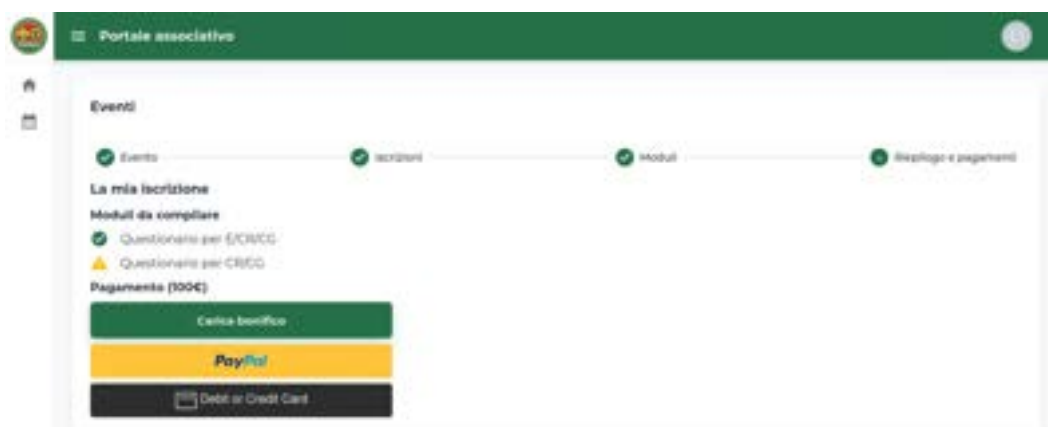 Portale associativo
Eventi
Evento Iscrizioni Moduli Riepilogo e pagamenti
La mia iscrizione
Moduli da compilare
Questionario per E/CR/CG
Questionario per CR/CG
Pagamento (100€)
Carica bonifico
PayPal
Debit or Credit Card